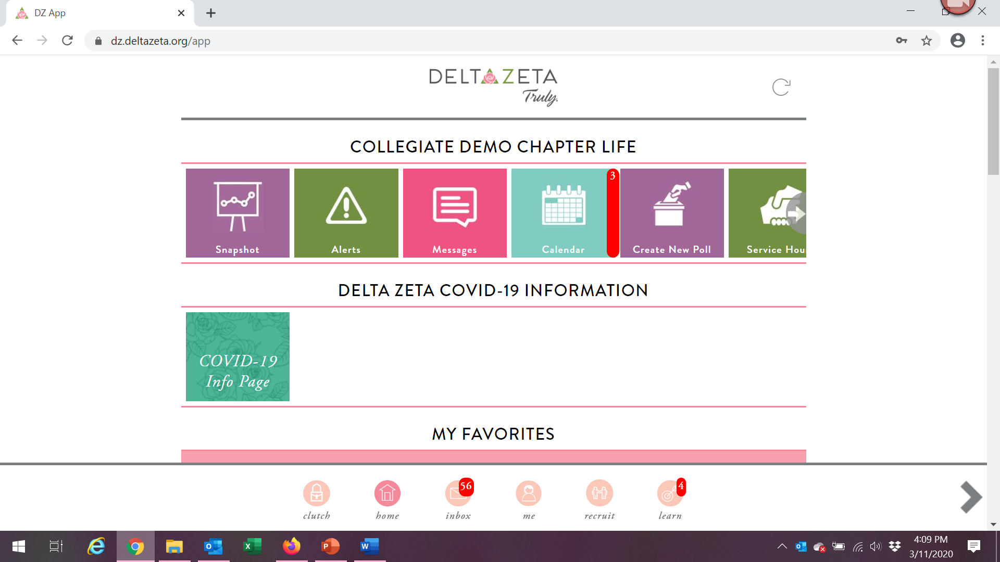 DZ App
dz.deltazeta.org/app
DELTA ZETA
Truly.
COLLEGIATE DEMO CHAPTER LIFE
3
Snapshot
Alerts
Messages
Calendar
Create New Poll
Service Hou
DELTA ZETA COVID-19 INFORMATION
COVID-19
Info Page
MY FAVORITES
56
4
clutch
home
inbox
me
recruit
learn
4:09 PM
3/11/2020